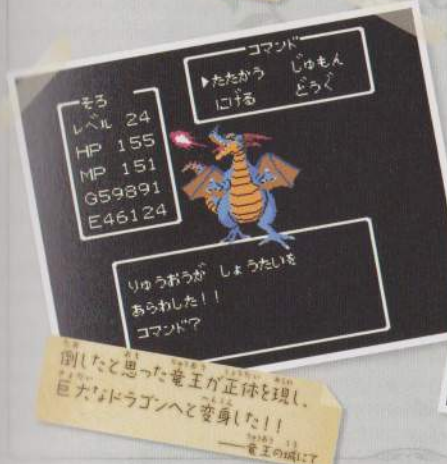 そろ
レベル 24
HP 155
MP 151
G59891
E46124
コマンド
▶たたかう じゅもん
にげる どうぐ
りゅうおうが しょうたいを
あらわした!!
コマンド?
倒したと思った竜王が正体を現し、
巨大なドラゴンへと変身した!!
――竜王の城にて